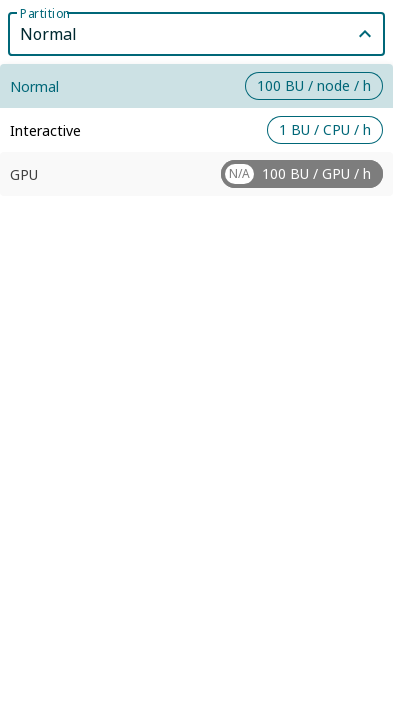 Partition
Normal
Normal 100 BU / node / h
Interactive 1 BU / CPU / h
GPU N/A 100 BU / GPU / h